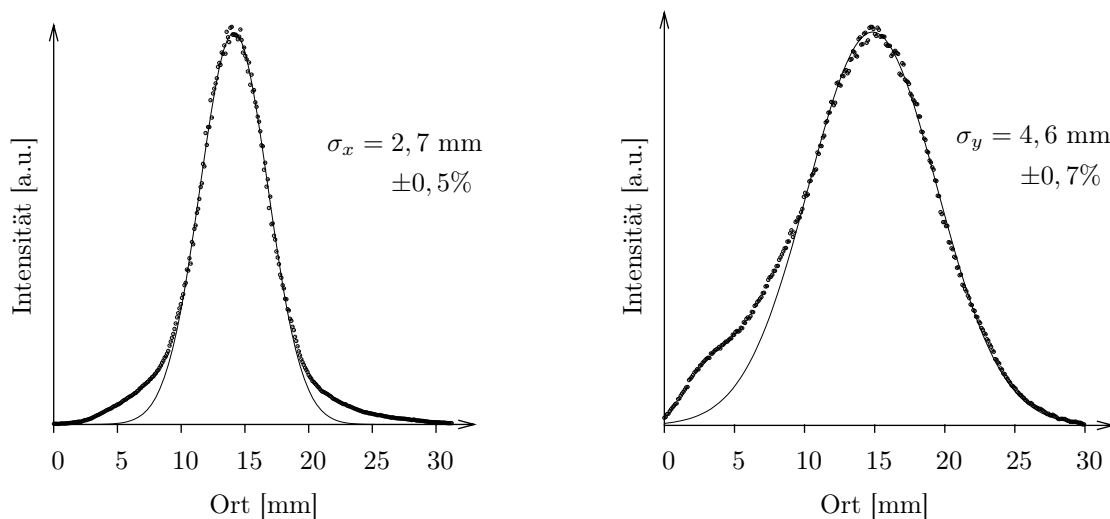 Intensität [a.u.]
σx = 2, 7 mm
±0, 5%
0 5 10 15 20 25 30
Ort [mm]
Intensität [a.u.]
σy = 4, 6 mm
±0, 7%
0 5 10 15 20 25 30
Ort [mm]